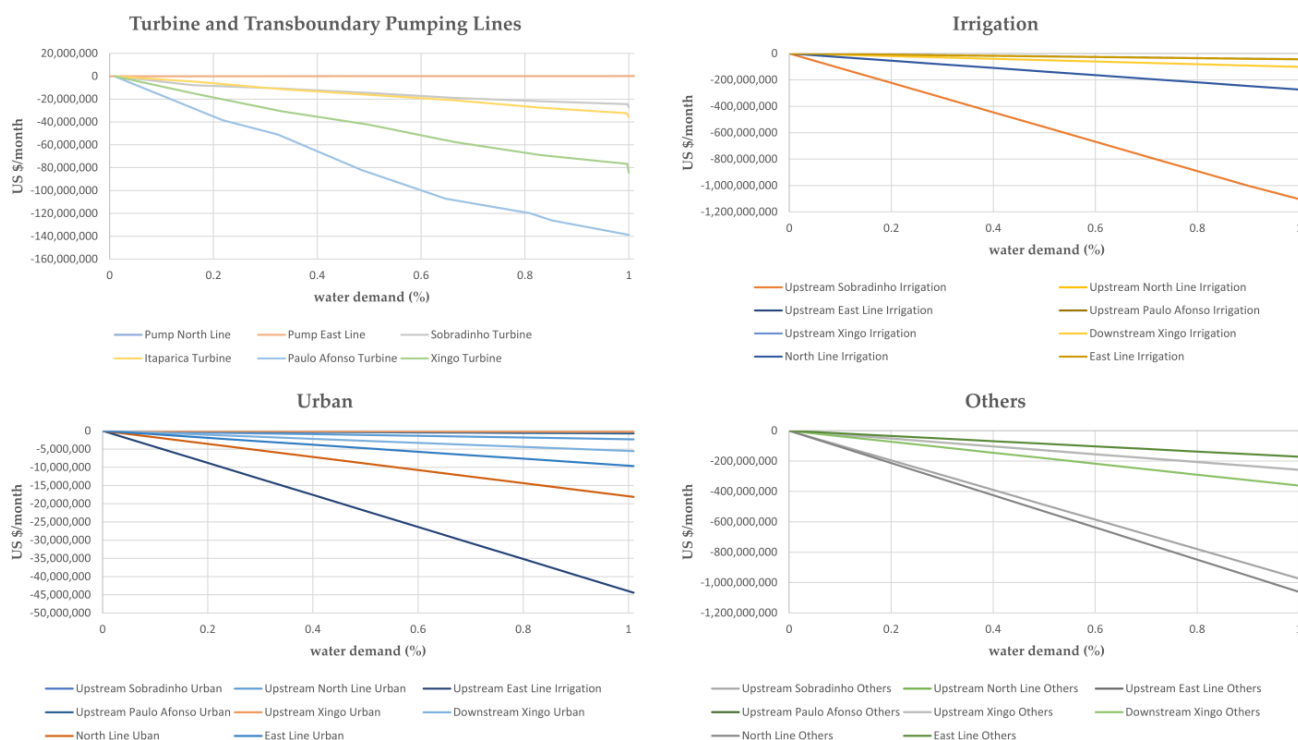 Turbine and Transboundary Pumping Lines
20,000,000
0
-20,000,000
-40,000,000
-60,000,000
-80,000,000
-100,000,000
-120,000,000
-140,000,000
-160,000,000
US $/month
0 0.2 0.4 0.6 0.8 1
water demand (%)
Pump North Line Pump East Line Sobradinho Turbine
Itaparica Turbine Paulo Afonso Turbine Xingo Turbine
Irrigation
0
-200,000,000
-400,000,000
-600,000,000
-800,000,000
-1,000,000,000
-1,200,000,000
US $/month
0 0.2 0.4 0.6 0.8 1
water demand (%)
Upstream Sobradinho Irrigation Upstream North Line Irrigation
Upstream East Line Irrigation Upstream Paulo Afonso Irrigation
Upstream Xingo Irrigation Downstream Xingo Irrigation
North Line Irrigation East Line Irrigation
Urban
0
-5,000,000
-10,000,000
-15,000,000
-20,000,000
-25,000,000
-30,000,000
-35,000,000
-40,000,000
-45,000,000
-50,000,000
US $/month
0 0.2 0.4 0.6 0.8 1
water demand (%)
Upstream Sobradinho Urban Upstream North Line Urban Upstream East Line Irrigation
Upstream Paulo Afonso Urban Upstream Xingo Urban Downstream Xingo Urban
North Line Uban East Line Urban
Others
0
-200,000,000
-400,000,000
-600,000,000
-800,000,000
-1,000,000,000
-1,200,000,000
US $/month
0 0.2 0.4 0.6 0.8 1
water demand (%)
Upstream Sobradinho Others Upstream North Line Others Upstream East Line Others
Upstream Paulo Afonso Others Upstream Xingo Others Downstream Xingo Others
North Line Others East Line Others